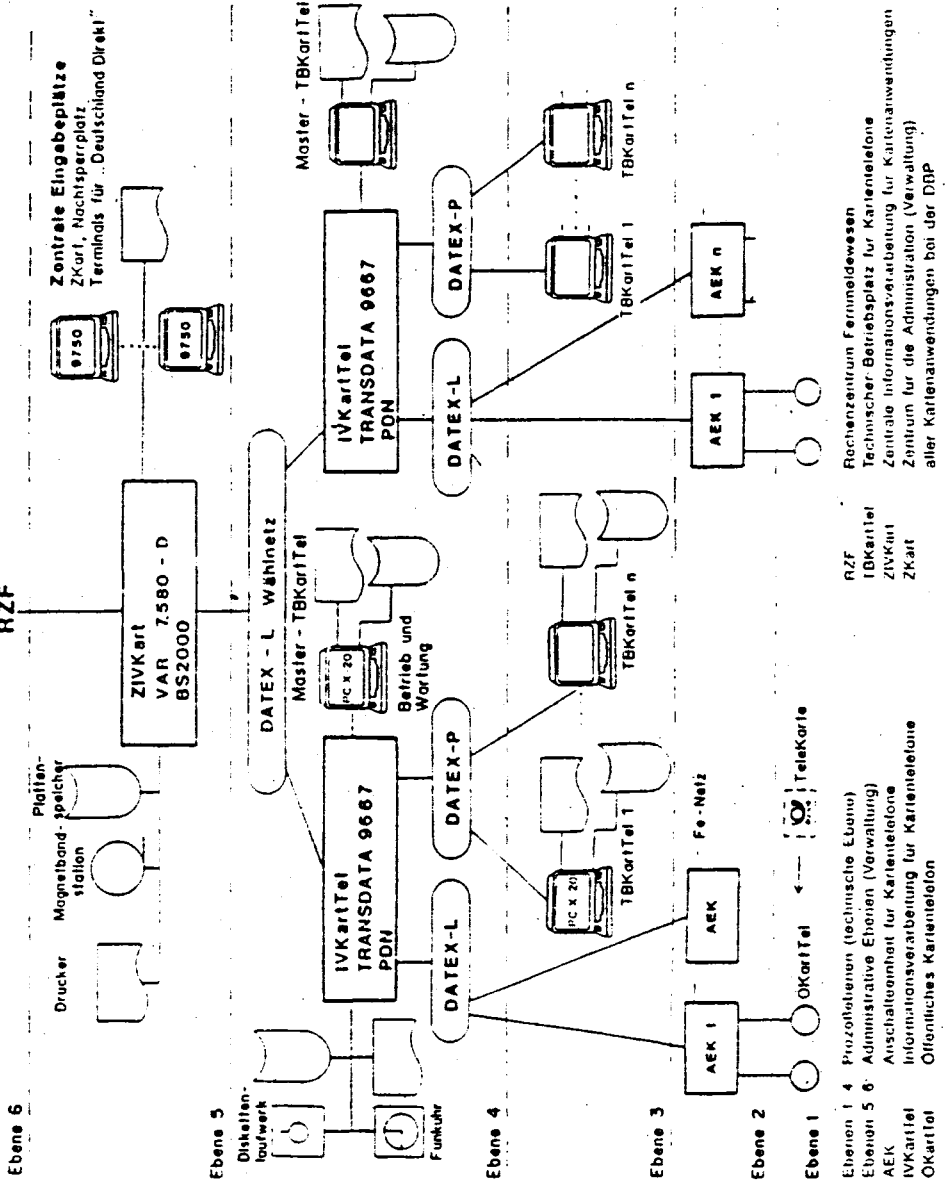 RZF
Ebene 6
Drucker
Magnetband-
station
Platten-
speicher
ZIVKart
VAR 7.580 - D
BS2000
9750
9750
Zentrale Eingabeplätze
ZKart, Nachtsperrplatz
Terminals für „Deutschland Direkt"
Ebene 5
DATEX - L Wählnetz
Disketten-
laufwerk
Funkuhr
IVKartTel
TRANSDATA 9667
PDN
Master - TBKartTel
PC X 20
Betrieb und
Wartung
IVKartTel
TRANSDATA 9667
PDN
Master - TBKartTel
DATEX-L
DATEX-P
DATEX-L
DATEX-P
Ebene 4
PC X 20
TBKartTel 1
TBKartTel n
TBKartTel 1
TBKartTel n
Ebene 3
AEK 1
AEK
Fe-Netz
AEK 1
AEK n
Ebene 2
Ebene 1
OKartTel
<---
TeleKarte
Ebenen 1 4 Prozeßebenen (technische Ebene)
Ebenen 5 6 Administrative Ebenen (Verwaltung)
AEK Anschalteeinheit für Kartentelefone
IVKartTel Informationsverarbeitung für Kartentelefone
OKartTel Öffentliches Kartentelefon
RZF Rechenzentrum Fernmeldewesen
TBKartTel Technischer Betriebsplatz für Kartentelefone
ZIVKart Zentrale Informationsverarbeitung für Kartenanwendungen
ZKart Zentrum für die Administration (Verwaltung)
aller Kartenanwendungen bei der DBP